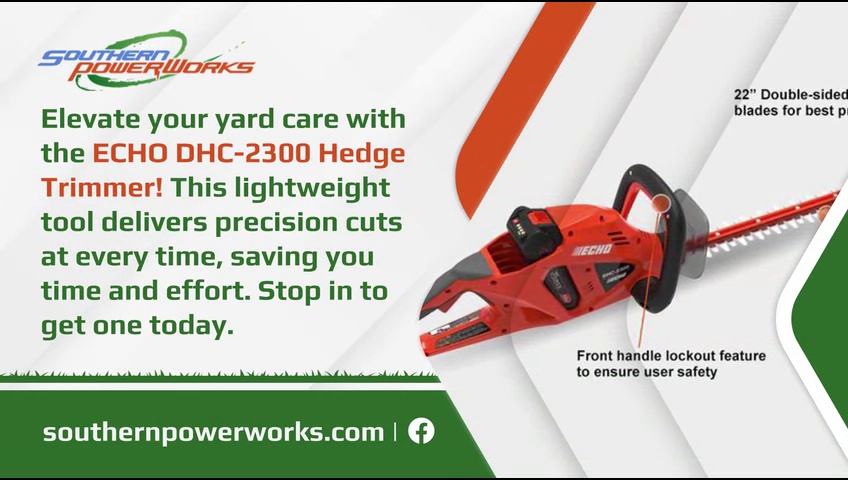 SOUTHERN
POWERWORKS
Elevate your yard care with
the ECHO DHC-2300 Hedge
Trimmer! This lightweight
tool delivers precision cuts
at every time, saving you
time and effort. Stop in to
get one today.
22” Double-sided
blades for best
ECHO
Front handle lockout feature
to ensure user safety
southernpowerworks.com |